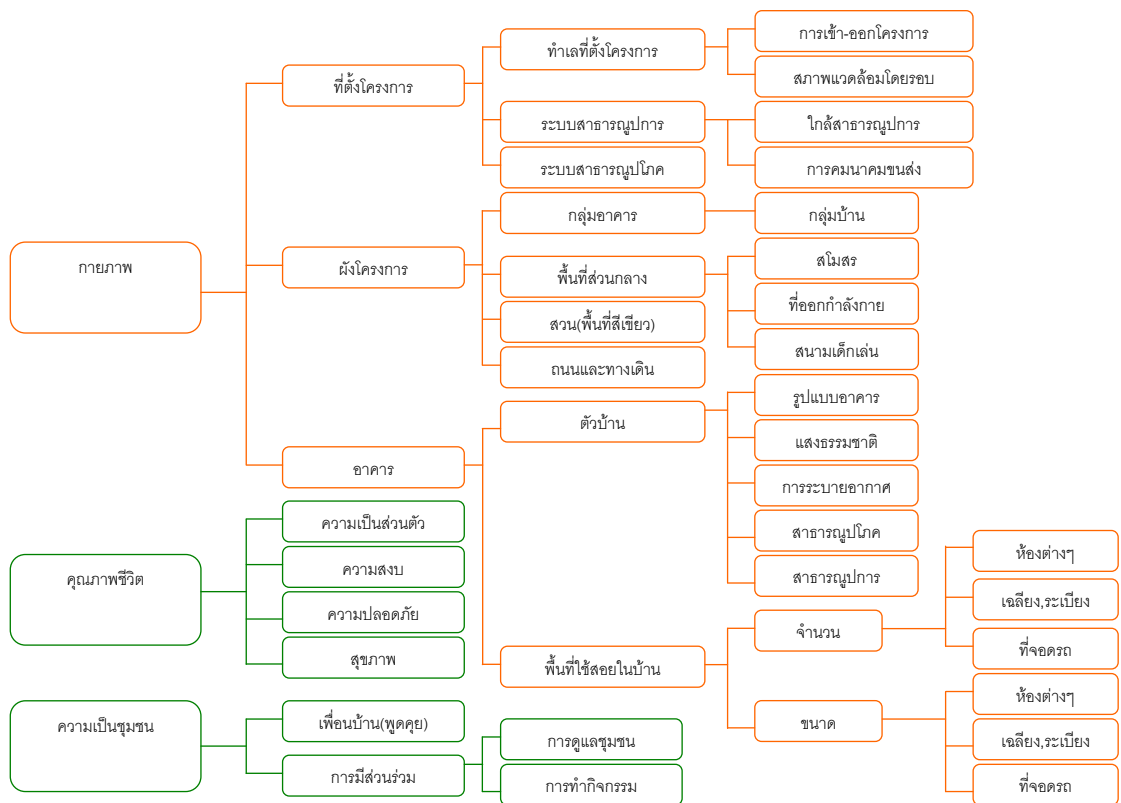 กายภาพ
ที่ตั้งโครงการ
ทำเลที่ตั้งโครงการ
การเข้า-ออกโครงการ
สภาพแวดล้อมโดยรอบ
ระบบสาธารณูปการ
ใกล้สาธารณูปการ
การคมนาคมขนส่ง
ระบบสาธารณูปโภค
ผังโครงการ
กลุ่มอาคาร
กลุ่มบ้าน
พื้นที่ส่วนกลาง
สโมสร
ที่ออกกำลังกาย
สนามเด็กเล่น
สวน(พื้นที่สีเขียว)
ถนนและทางเดิน
อาคาร
ตัวบ้าน
รูปแบบอาคาร
แสงธรรมชาติ
การระบายอากาศ
สาธารณูปโภค
สาธารณูปการ
พื้นที่ใช้สอยในบ้าน
จำนวน
ห้องต่างๆ
เฉลียง,ระเบียง
ที่จอดรถ
ขนาด
ห้องต่างๆ
เฉลียง,ระเบียง
ที่จอดรถ
คุณภาพชีวิต
ความเป็นส่วนตัว
ความสงบ
ความปลอดภัย
สุขภาพ
ความเป็นชุมชน
เพื่อนบ้าน(พูดคุย)
การมีส่วนร่วม
การดูแลชุมชน
การทำกิจกรรม